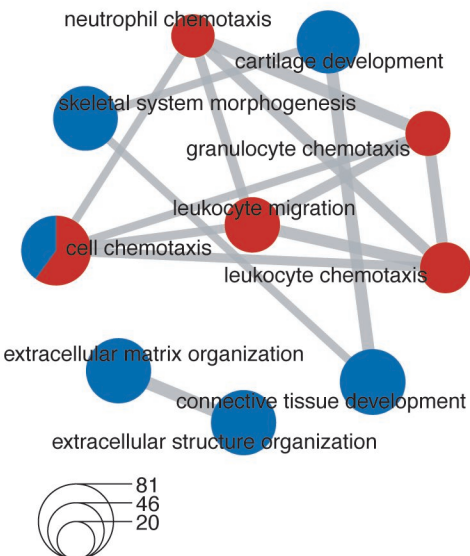 neutrophil chemotaxis
cartilage development
skeletal system morphogenesis
granulocyte chemotaxis
leukocyte migration
cell chemotaxis
leukocyte chemotaxis
extracellular matrix organization
connective tissue development
extracellular structure organization
81
46
20